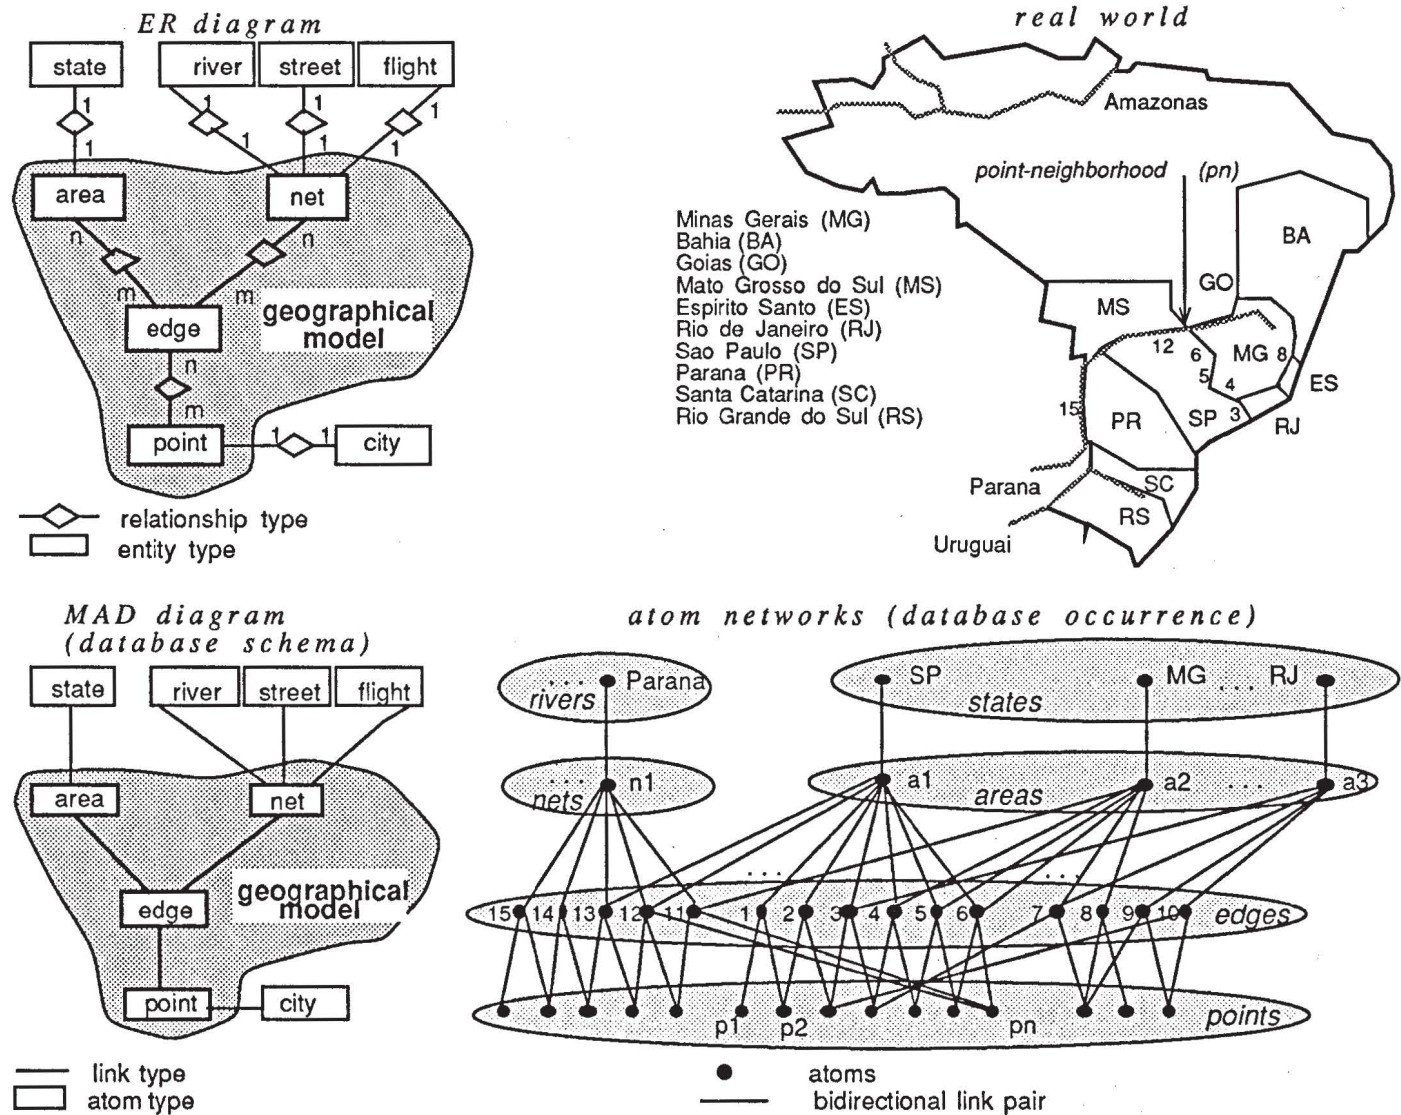 ER diagram
state
river
street
flight
1
1
1
1
1
1
1
1
area
net
n
n
m
m
edge
geographical
model
n
m
point
1
1
city
relationship type
entity type
real world
Amazonas
point-neighborhood (pn)
Minas Gerais (MG)
Bahia (BA)
Goias (GO)
Mato Grosso do Sul (MS)
Espirito Santo (ES)
Rio de Janeiro (RJ)
Sao Paulo (SP)
Parana (PR)
Santa Catarina (SC)
Rio Grande do Sul (RS)
BA
GO
MS
12
6
MG
8
5
4
ES
15
3
PR
SP
RJ
Parana
SC
RS
Uruguai
MAD diagram
(database schema)
state
river
street
flight
area
net
edge
geographical
model
point
city
link type
atom type
atom networks (database occurrence)
... Parana
rivers
SP
MG ... RJ
states
... n1
nets
a1
a2 ... a3
areas
...
...
15 14 13 12 11 1 2 3 4 5 6 7 8 9 10 edges
p1 p2 pn points
atoms
bidirectional link pair